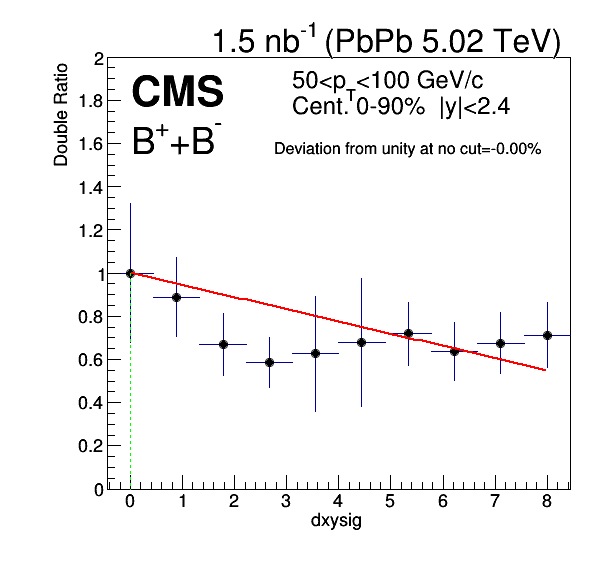 1.5 nb⁻¹ (PbPb 5.02 TeV)
CMS
50<p_T<100 GeV/c
Cent. 0-90% |y|<2.4
B⁺+B⁻
Deviation from unity at no cut=-0.00%
Double Ratio
2
1.8
1.6
1.4
1.2
1
0.8
0.6
0.4
0.2
0
0 1 2 3 4 5 6 7 8
dxysig